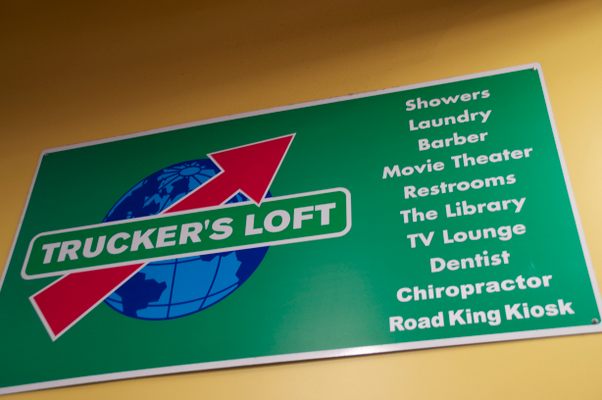 TRUCKER'S LOFT
Showers
Laundry
Barber
Movie Theater
Restrooms
The Library
TV Lounge
Dentist
Chiropractor
Road King Kiosk